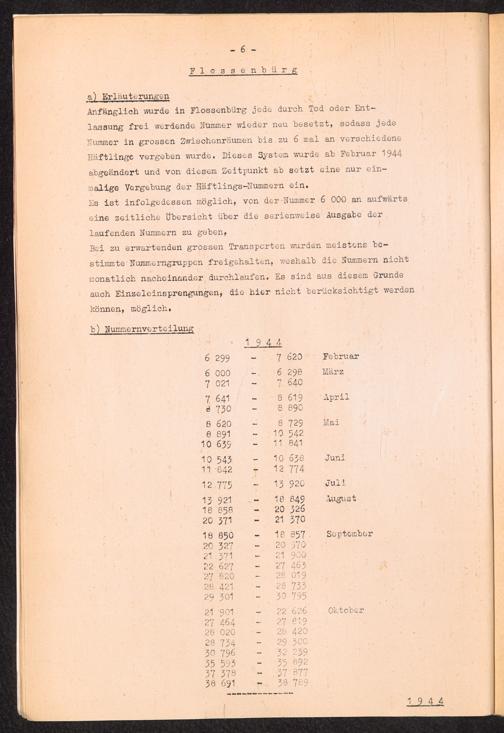 - 6 -
Flossenbürg
a) Erläuterungen
Anfänglich wurde in Flossenbürg jede durch Tod oder Ent-
lassung frei werdende Nummer wieder neu besetzt, sodass jede
Nummer in grossen Zwischenräumen bis zu 6 mal an verschiedene
Häftlinge vergeben wurde. Dieses System wurde ab Februar 1944
abgeändert und von diesem Zeitpunkt ab setzt eine nur ein-
malige Vergebung der Häftlings-Nummern ein.
Es ist infolgedessen möglich, von der Nummer 6 000 an aufwärts
eine zeitliche Übersicht über die serienweise Ausgabe der
laufenden Nummern zu geben,
Bei zu erwartenden grossen Transporten wurden meistens be-
stimmte Nummerngruppen freigehalten, weshalb die Nummern nicht
monatlich nacheinander durchlaufen. Es sind aus diesem Grunde
auch Einzeleinsprengungen, die hier nicht berücksichtigt werden
können, möglich.
b) Nummernverteilung
1944
6 299 - 7 620 Februar
6 000 - 6 298 März
7 021 - 7 640
7 641 - 8 619 April
8 730 - 8 890
8 620 - 8 729 Mai
8 891 - 10 542
10 639 - 11 841
10 543 - 10 638 Juni
11 842 - 12 774
12 775 - 13 920 Juli
13 921 - 18 849 August
18 858 - 20 326
20 371 - 21 370
18 850 - 18 857 September
20 327 - 20 370
21 371 - 21 900
22 627 - 27 463
27 820 - 28 019
28 421 - 28 733
29 301 - 30 795
21 901 - 22 626 Oktober
27 464 - 27 819
28 020 - 28 420
28 734 - 29 300
30 796 - 32 239
35 593 - 35 892
37 378 - 37 877
38 691 - 38 789
1944